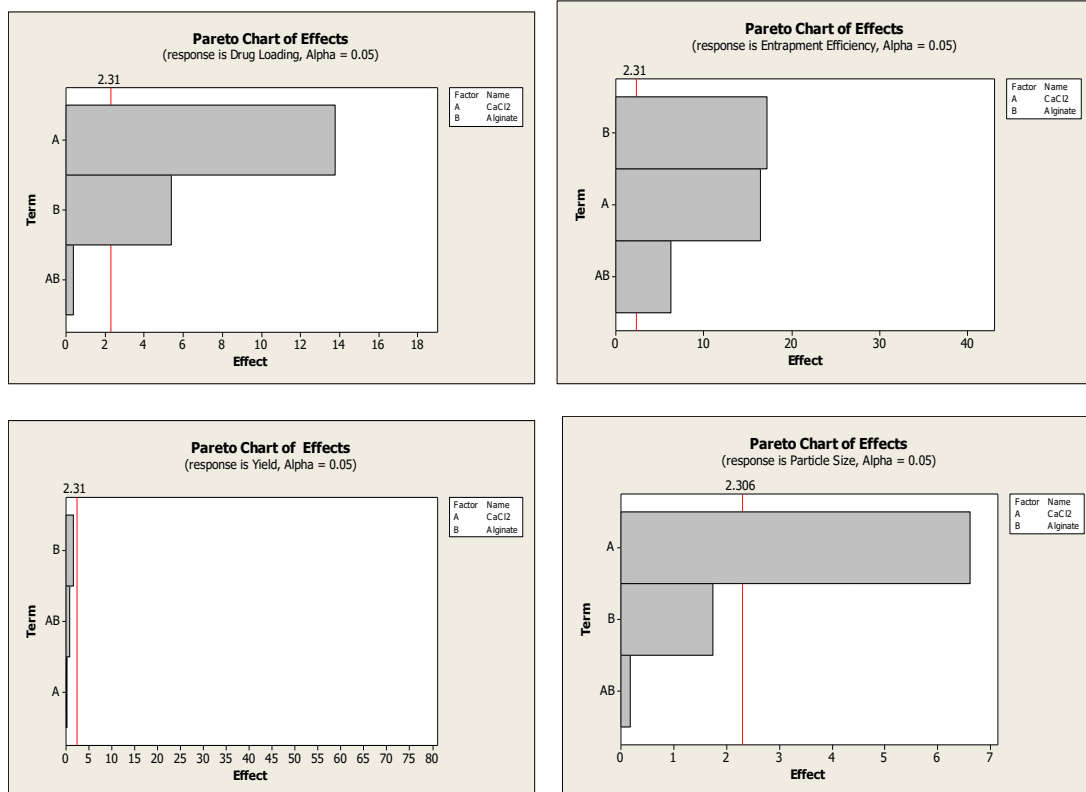 Pareto Chart of Effects
(response is Drug Loading, Alpha = 0.05)
2.31
Factor Name
A CaCl2
B Alginate
Term
A
B
AB
0 2 4 6 8 10 12 14 16 18
Effect
Pareto Chart of Effects
(response is Entrapment Efficiency, Alpha = 0.05)
2.31
Factor Name
A CaCl2
B Alginate
Term
B
A
AB
0 10 20 30 40
Effect
Pareto Chart of Effects
(response is Yield, Alpha = 0.05)
2.31
Factor Name
A CaCl2
B Alginate
Term
B
AB
A
0 5 10 15 20 25 30 35 40 45 50 55 60 65 70 75 80
Effect
Pareto Chart of Effects
(response is Particle Size, Alpha = 0.05)
2.306
Factor Name
A CaCl2
B Alginate
Term
A
B
AB
0 1 2 3 4 5 6 7
Effect